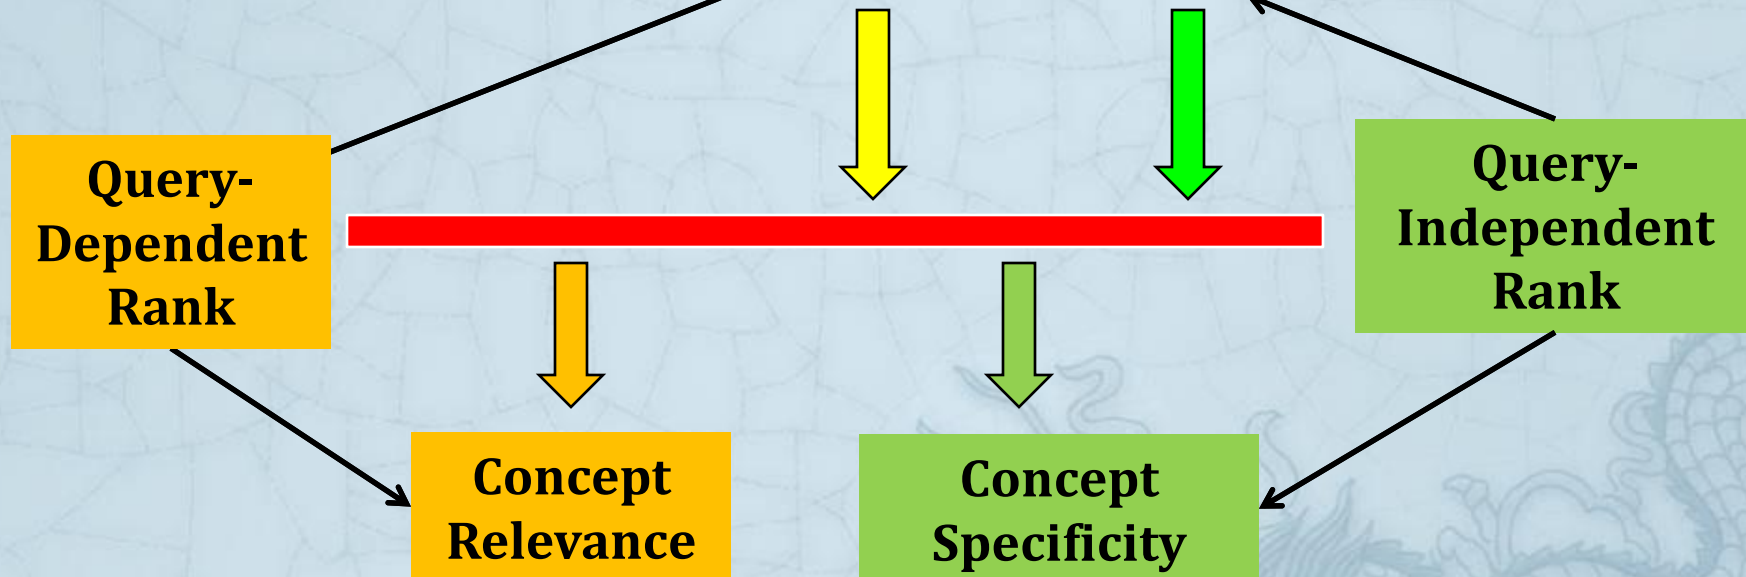 Query-
Dependent
Rank
Query-
Independent
Rank
Concept
Relevance
Concept
Specificity